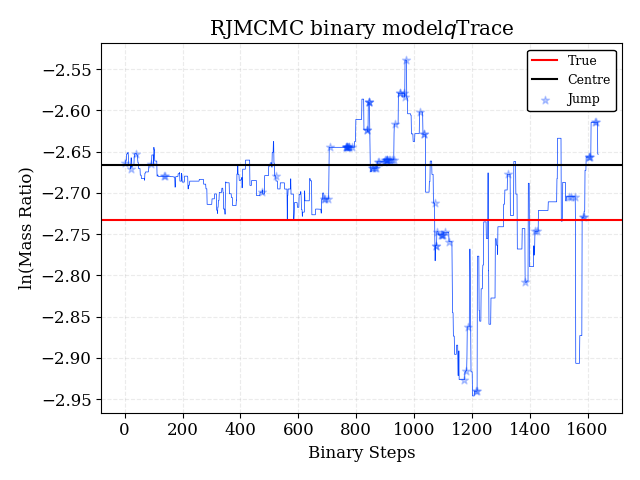 RJMCMC binary modelqTrace
True
Centre
Jump
−2.55
−2.60
−2.65
−2.70
−2.75
−2.80
−2.85
−2.90
−2.95
ln(Mass Ratio)
0 200 400 600 800 1000 1200 1400 1600
Binary Steps